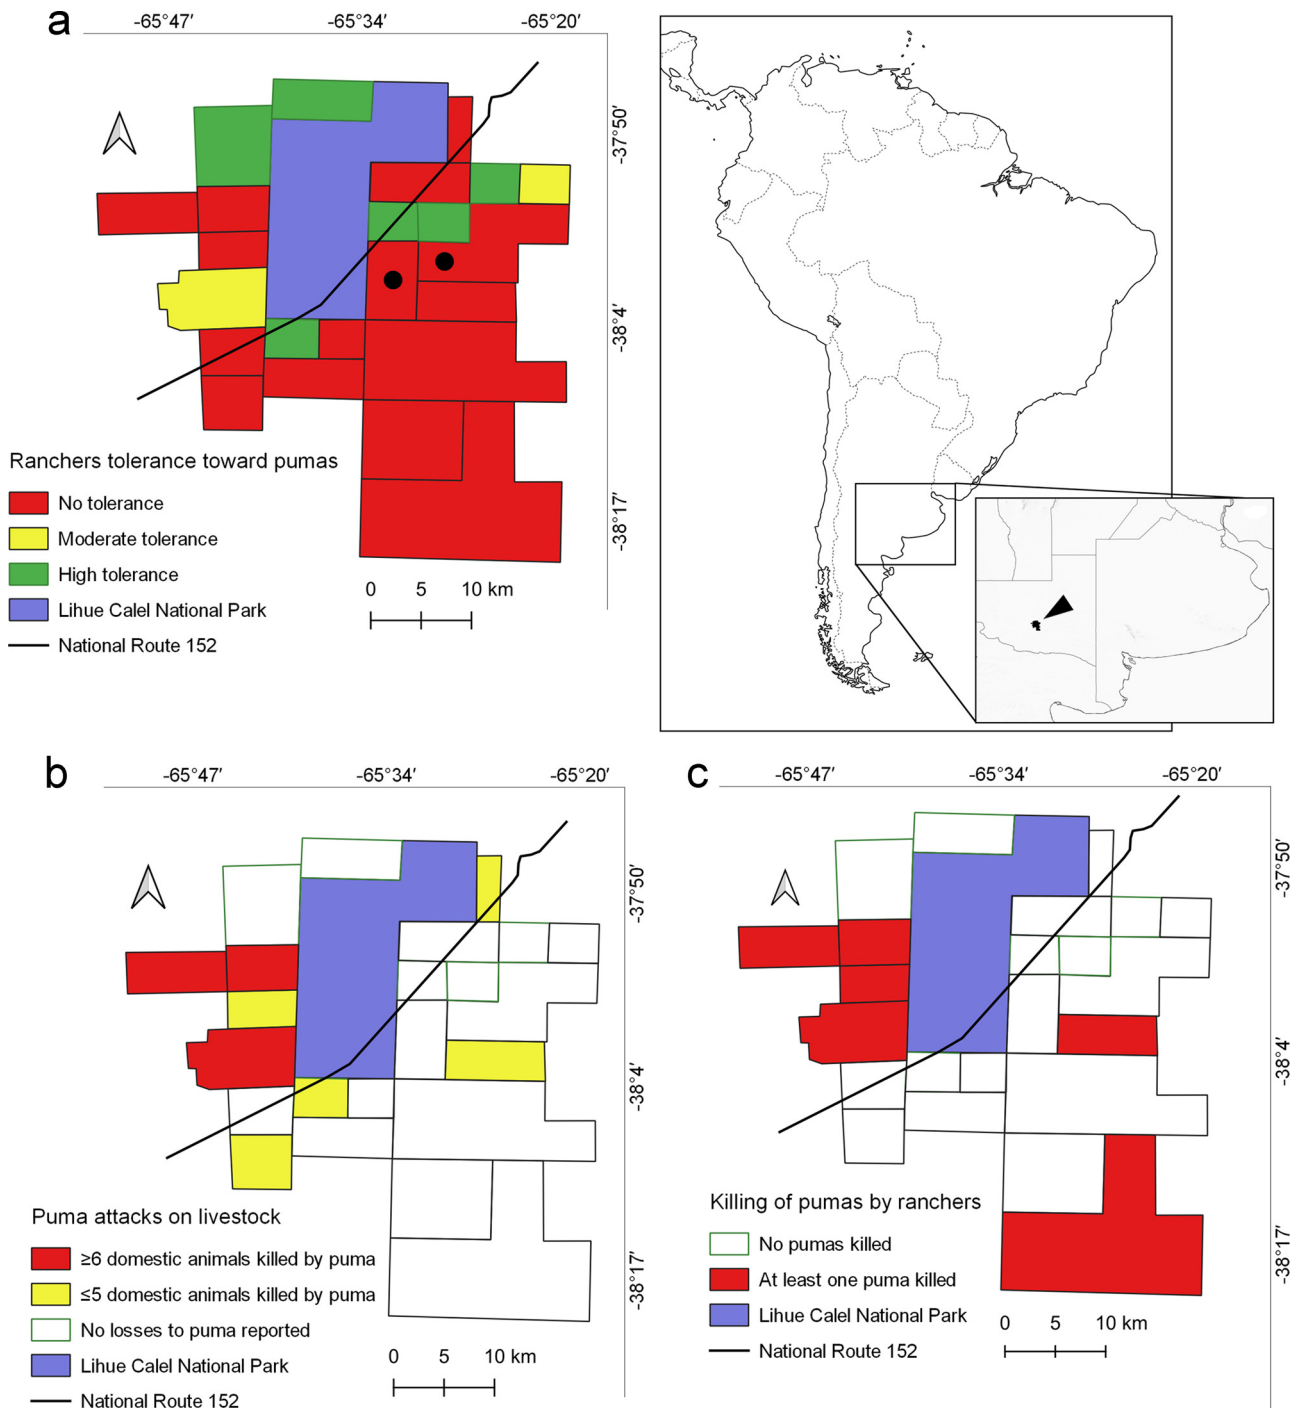 a
-65°47′ -65°34′ -65°20′
-37°50′
-38°4′
-38°17′
Ranchers tolerance toward pumas
No tolerance
Moderate tolerance
High tolerance
Lihue Calel National Park
National Route 152
0 5 10 km
b
-65°47′ -65°34′ -65°20′
-37°50′
-38°4′
-38°17′
Puma attacks on livestock
≥6 domestic animals killed by puma
≤5 domestic animals killed by puma
No losses to puma reported
Lihue Calel National Park
National Route 152
0 5 10 km
c
-65°47′ -65°34′ -65°20′
-37°50′
-38°4′
-38°17′
Killing of pumas by ranchers
No pumas killed
At least one puma killed
Lihue Calel National Park
National Route 152
0 5 10 km